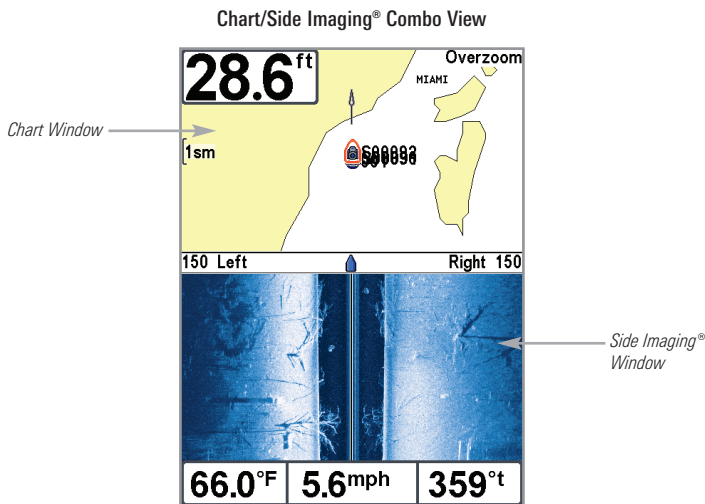 Chart/Side Imaging® Combo View
28.6ft
Overzoom
MIAMI
Chart Window
1sm
150 Left
Right 150
Side Imaging®
Window
66.0°F
5.6mph
359°t